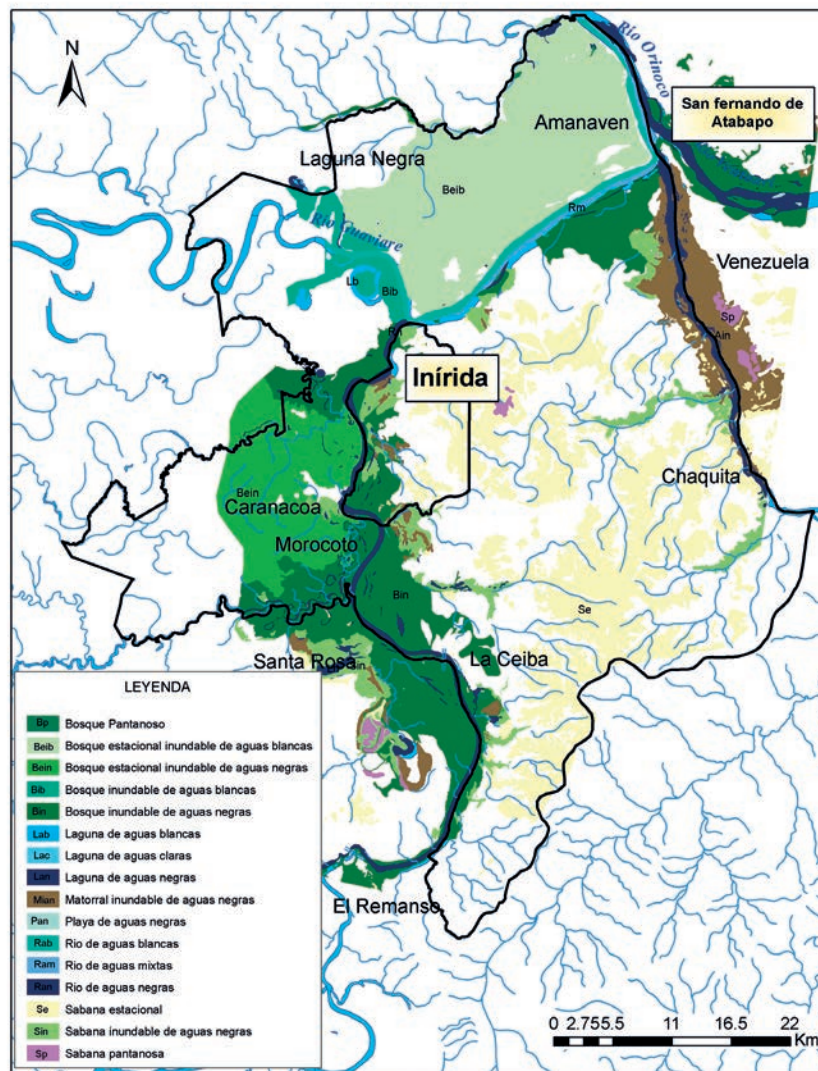 N
Río Orinoco
San fernando de
Atabapo
Amanaven
Laguna Negra
Beib
Rm
Río Guaviare
Venezuela
Lb
Bib
Sp
Ain
Inírida
Chaquita
Bein
Caranacoa
Morocoto
Bin
Se
Santa Rosa
La Ceiba
El Remanso
LEYENDA
Bp Bosque Pantanoso
Beib Bosque estacional inundable de aguas blancas
Bein Bosque estacional inundable de aguas negras
Bib Bosque inundable de aguas blancas
Bin Bosque inundable de aguas negras
Lab Laguna de aguas blancas
Lac Laguna de aguas claras
Lan Laguna de aguas negras
Mian Matorral inundable de aguas negras
Pan Playa de aguas negras
Rab Rio de aguas blancas
Ram Rio de aguas mixtas
Ran Rio de aguas negras
Se Sabana estacional
Sin Sabana inundable de aguas negras
Sp Sabana pantanosa
0 2.755.5 11 16.5 22
Km